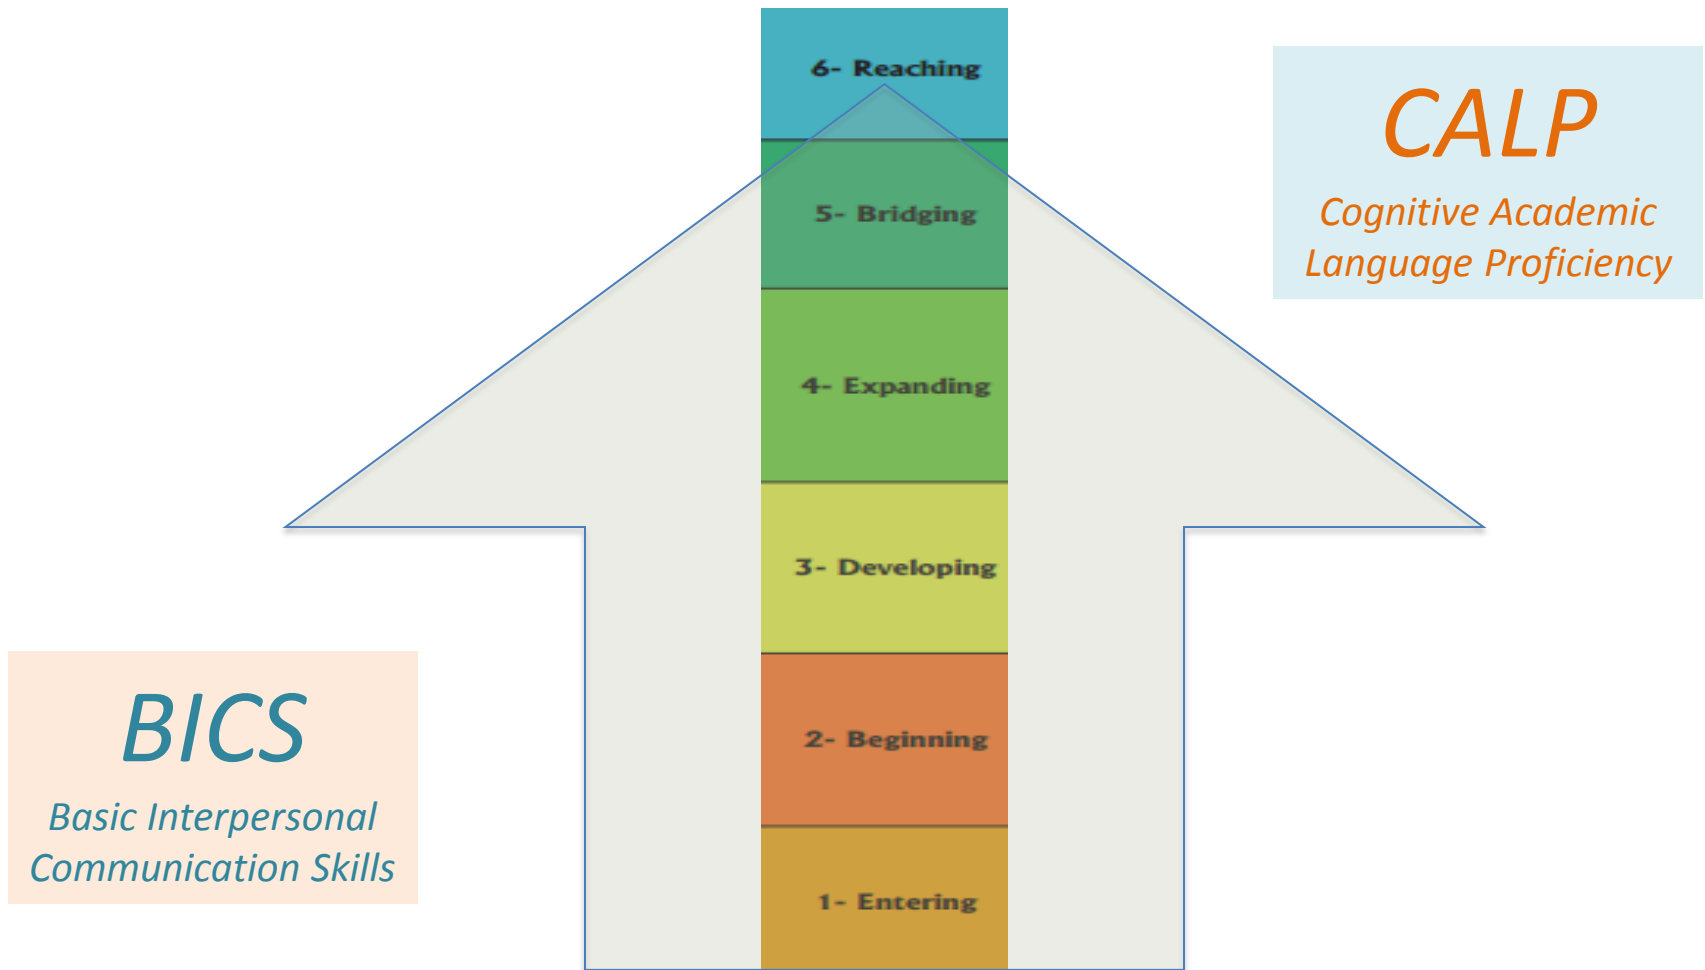 6- Reaching
CALP
Cognitive Academic
Language Proficiency
5- Bridging
4- Expanding
3- Developing
BICS
Basic Interpersonal
Communication Skills
2- Beginning
1- Entering